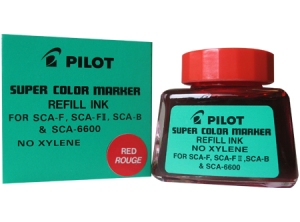 PILOT
SUPER COLOR MARKER
REFILL INK
FOR SCA-F, SCA-FⅡ, SCA-B
& SCA-6600
NO XYLENE
RED
ROUGE
PILOT
SUPER COLOR MARKER
REFILL INK
NO XYLENE
FOR SCA-F, SCA-FⅡ,SCA-B
& SCA-6600